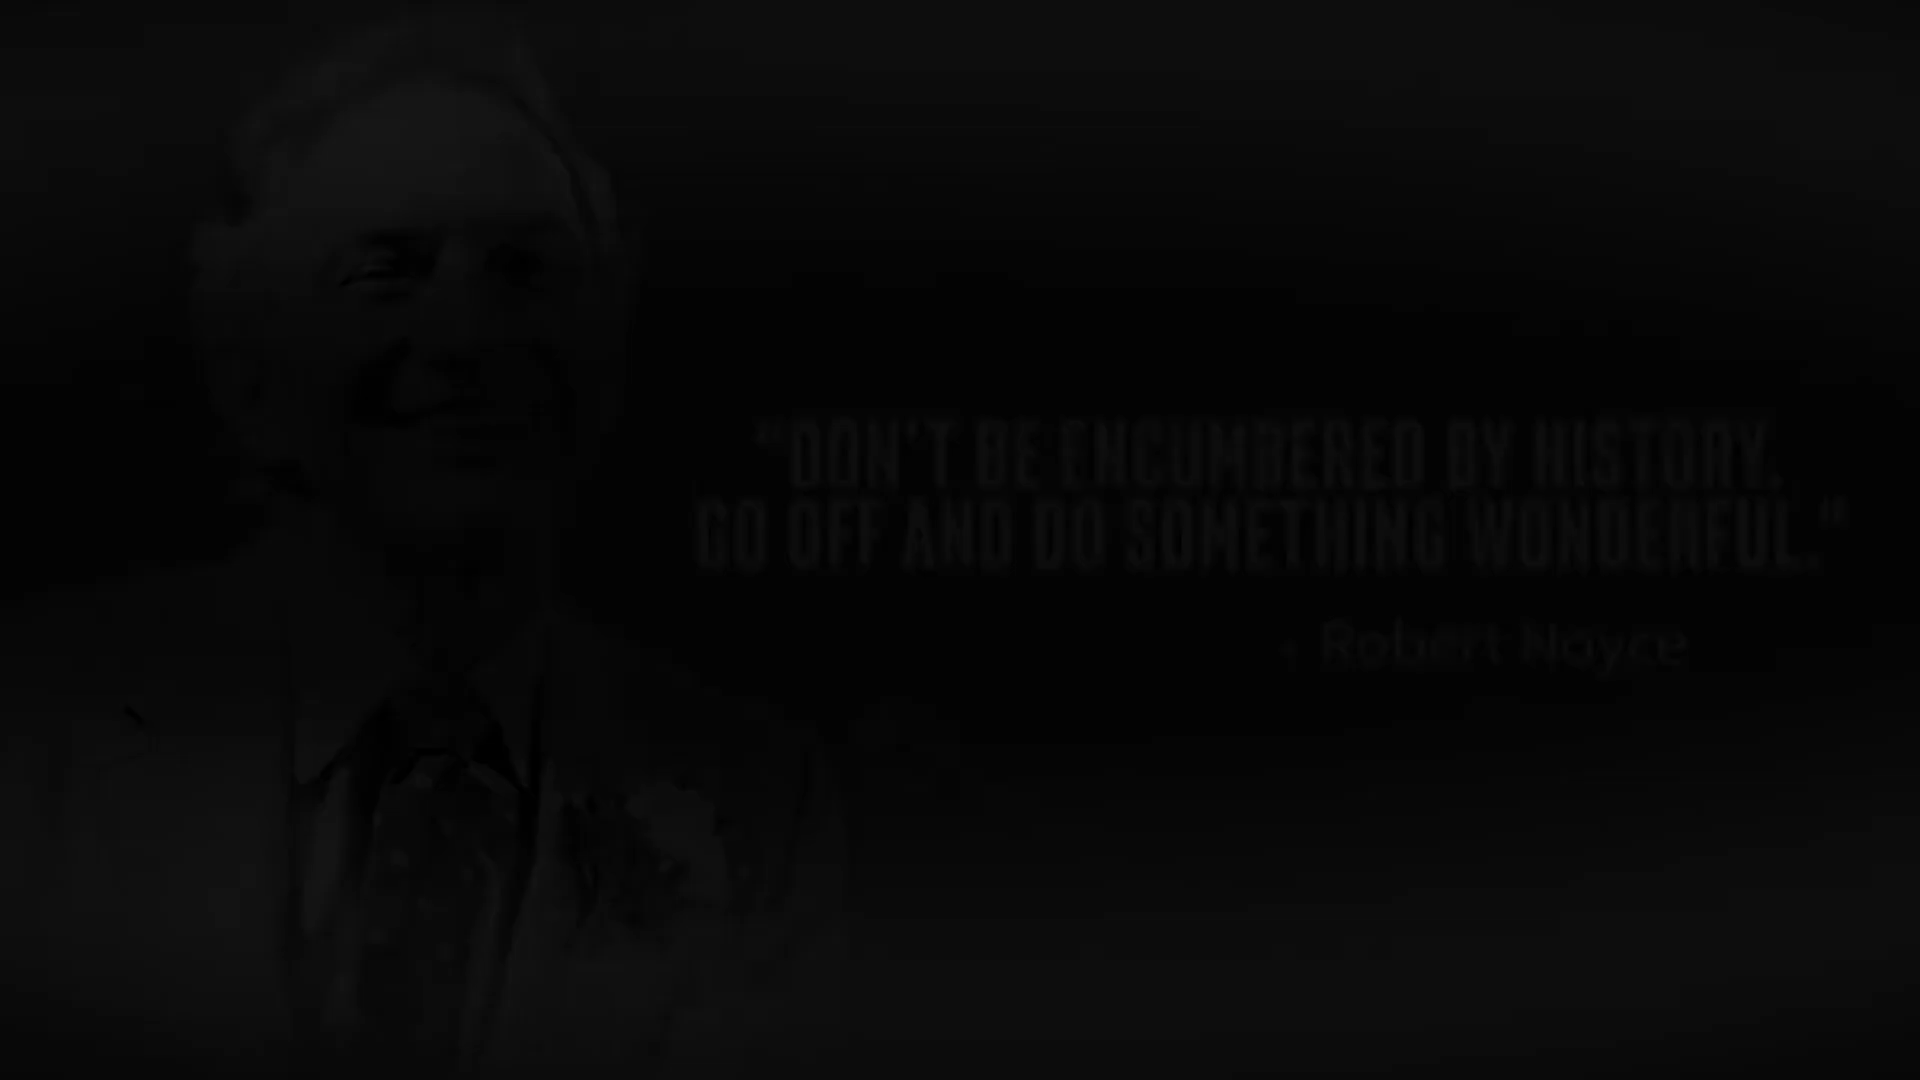 "DON'T BE ENCUMBERED BY HISTORY.
GO OFF AND DO SOMETHING WONDERFUL."
- Robert Noyce